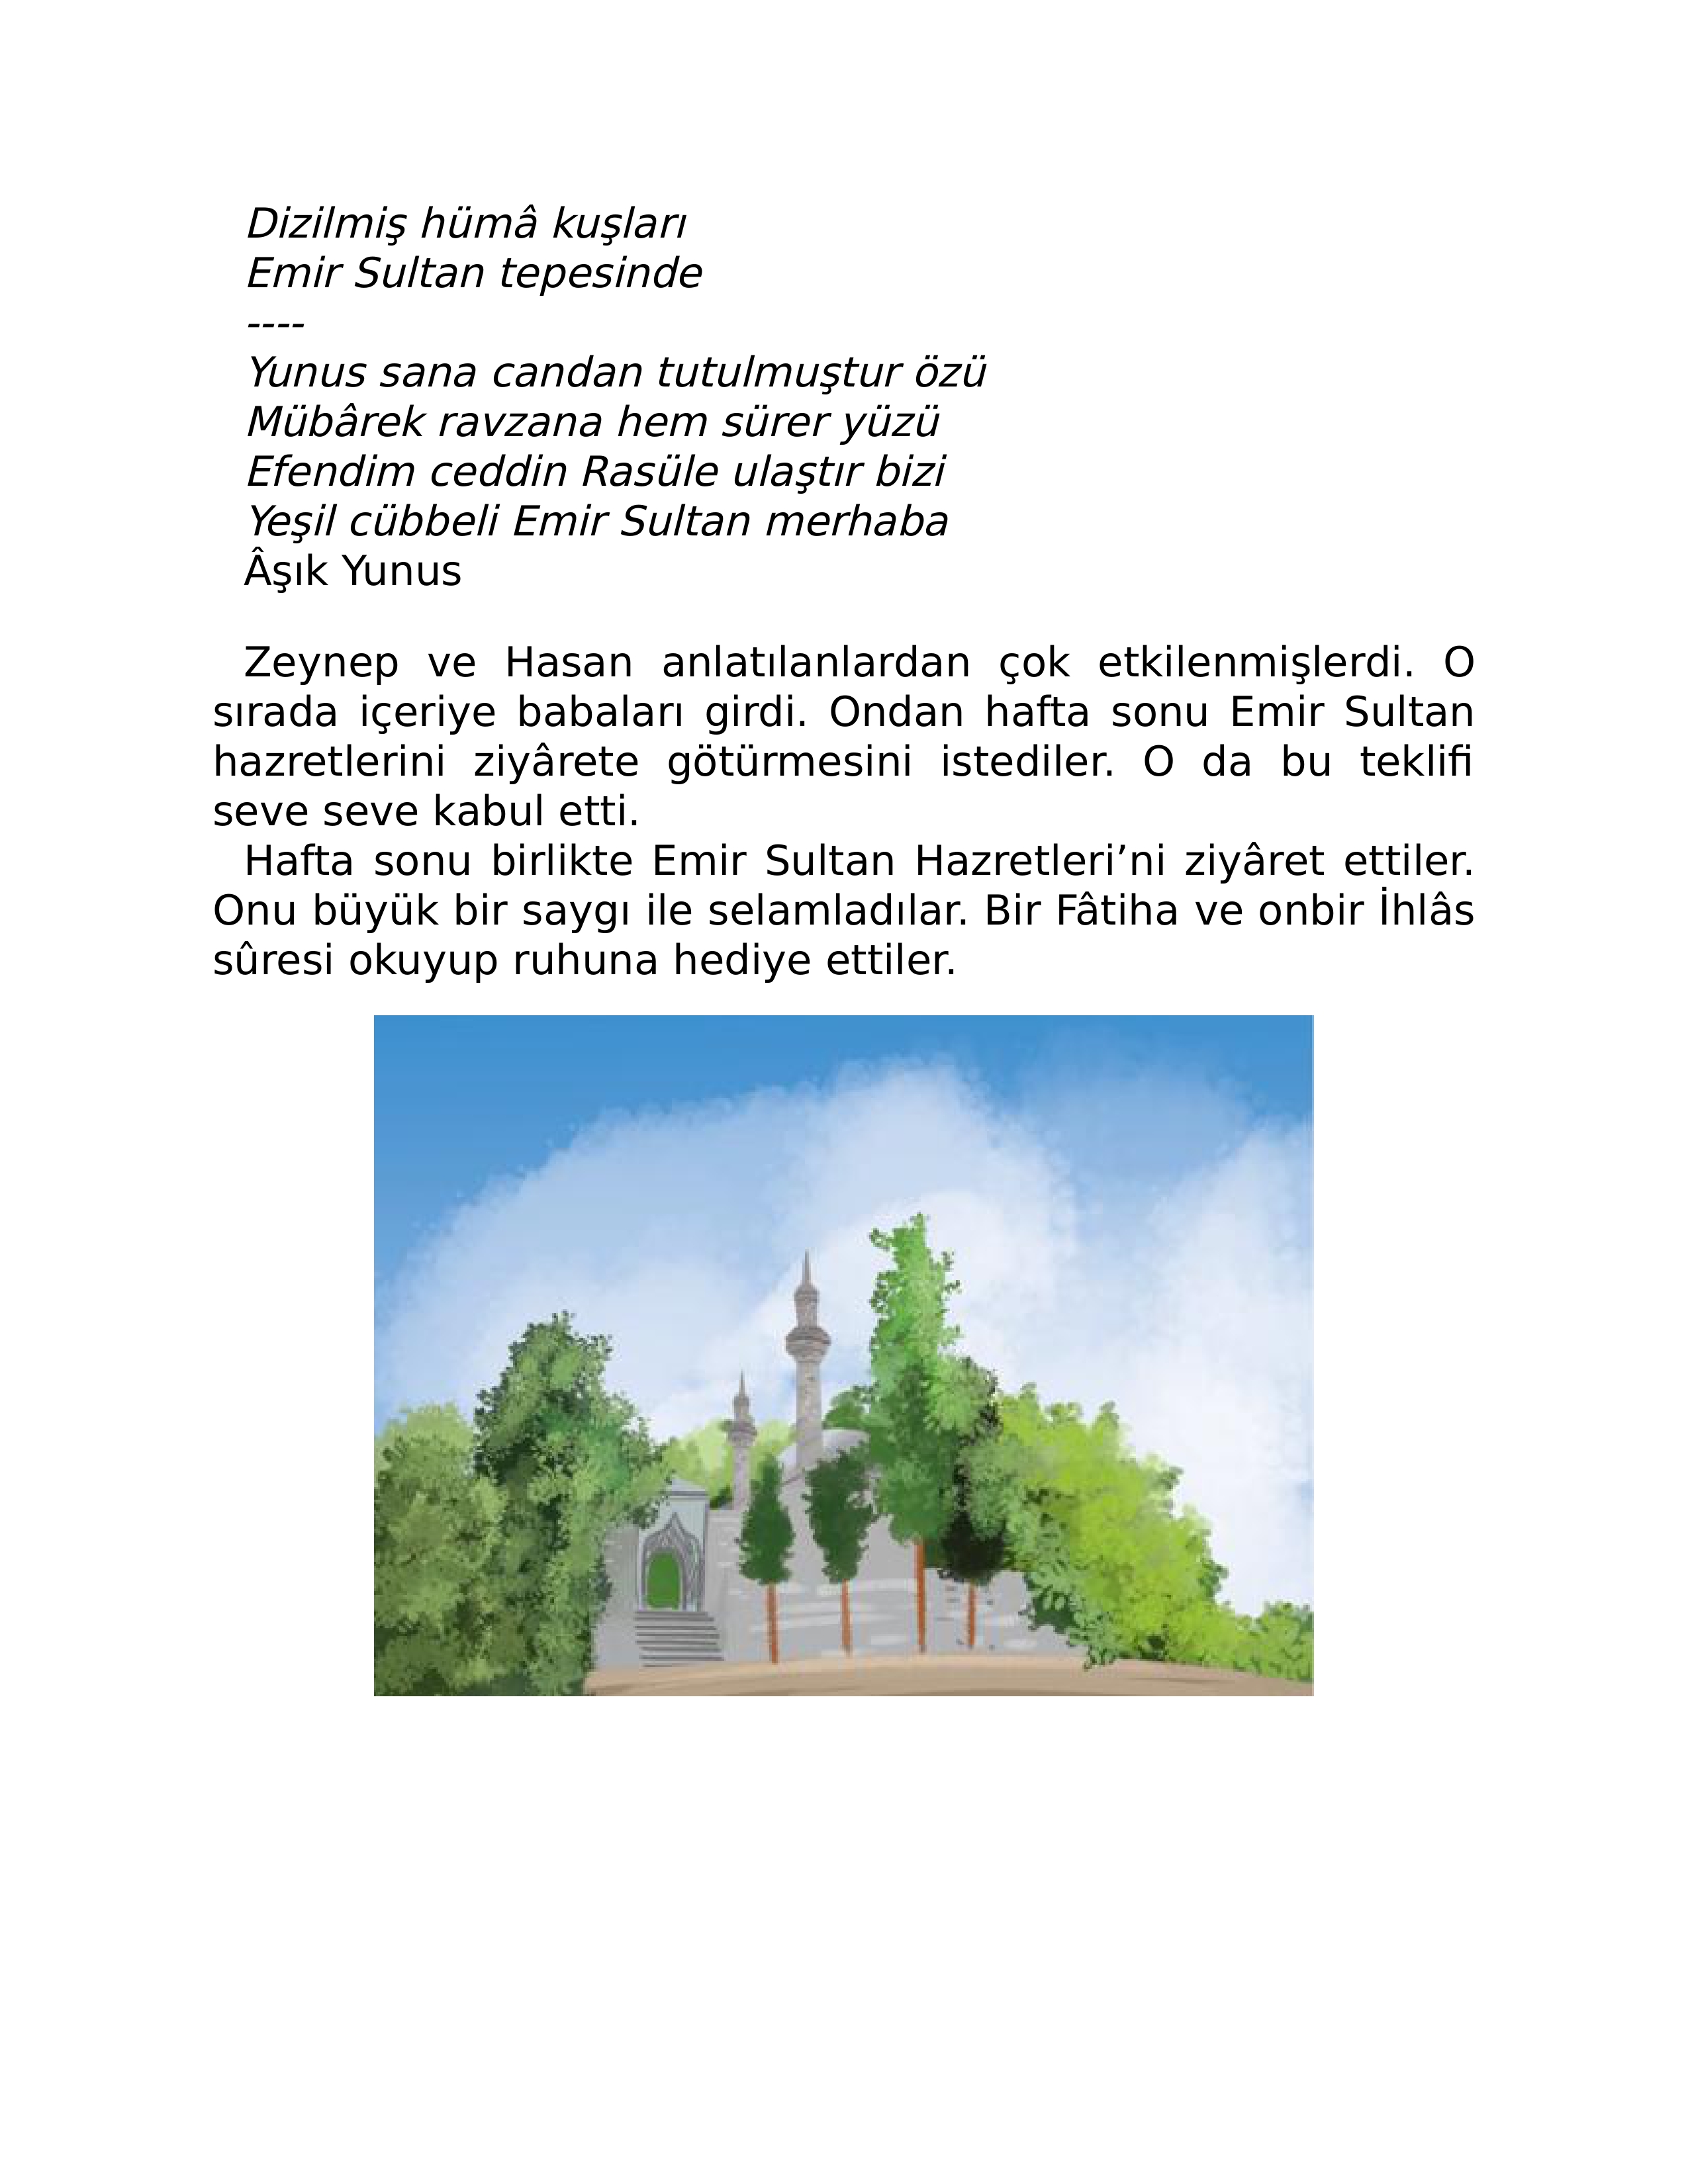 Dizilmiş hümâ kuşları
Emir Sultan tepesinde
----
Yunus sana candan tutulmuştur özü
Mübârek ravzana hem sürer yüzü
Efendim ceddin Rasüle ulaştır bizi
Yeşil cübbeli Emir Sultan merhaba
Âşık Yunus
Zeynep ve Hasan anlatılanlardan çok etkilenmişlerdi. O
sırada içeriye babaları girdi. Ondan hafta sonu Emir Sultan
hazretlerini ziyârete götürmesini istediler. O da bu teklifi
seve seve kabul etti.
Hafta sonu birlikte Emir Sultan Hazretleri’ni ziyâret ettiler.
Onu büyük bir saygı ile selamladılar. Bir Fâtiha ve onbir İhlâs
sûresi okuyup ruhuna hediye ettiler.